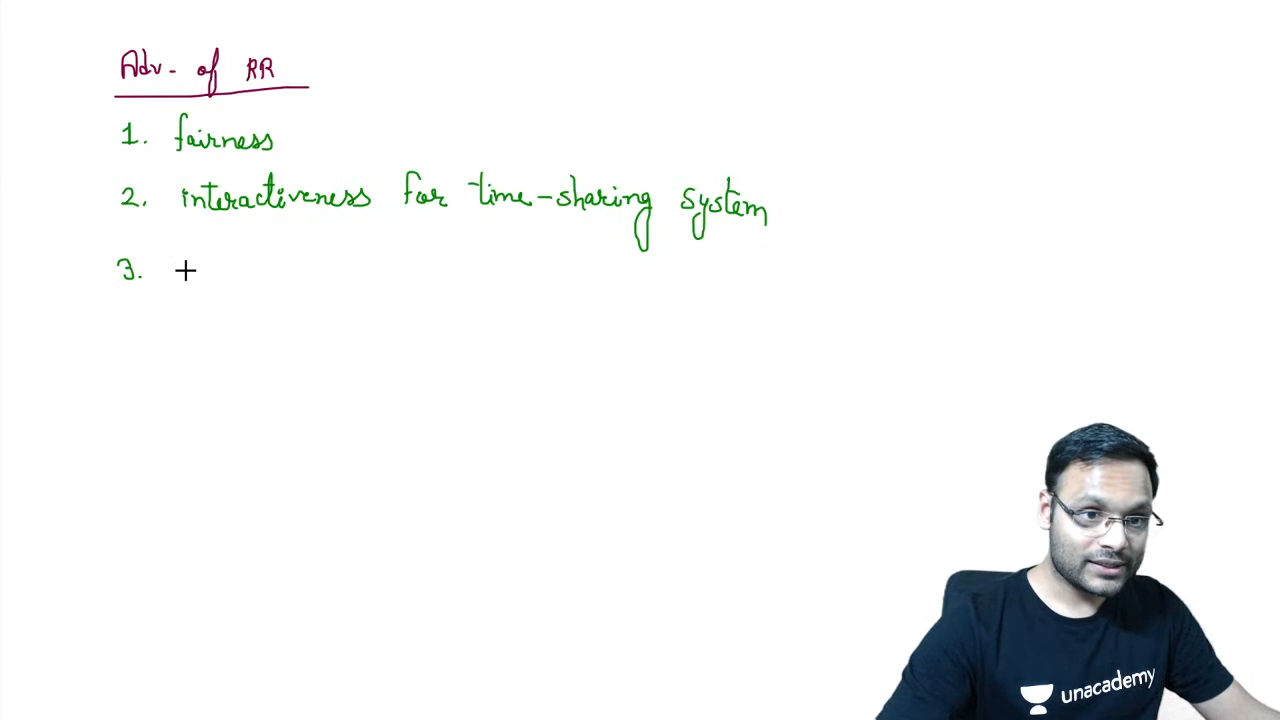 Adv. of RR
1. fairness
2. interactiveness for time-sharing system
3.
unacademy